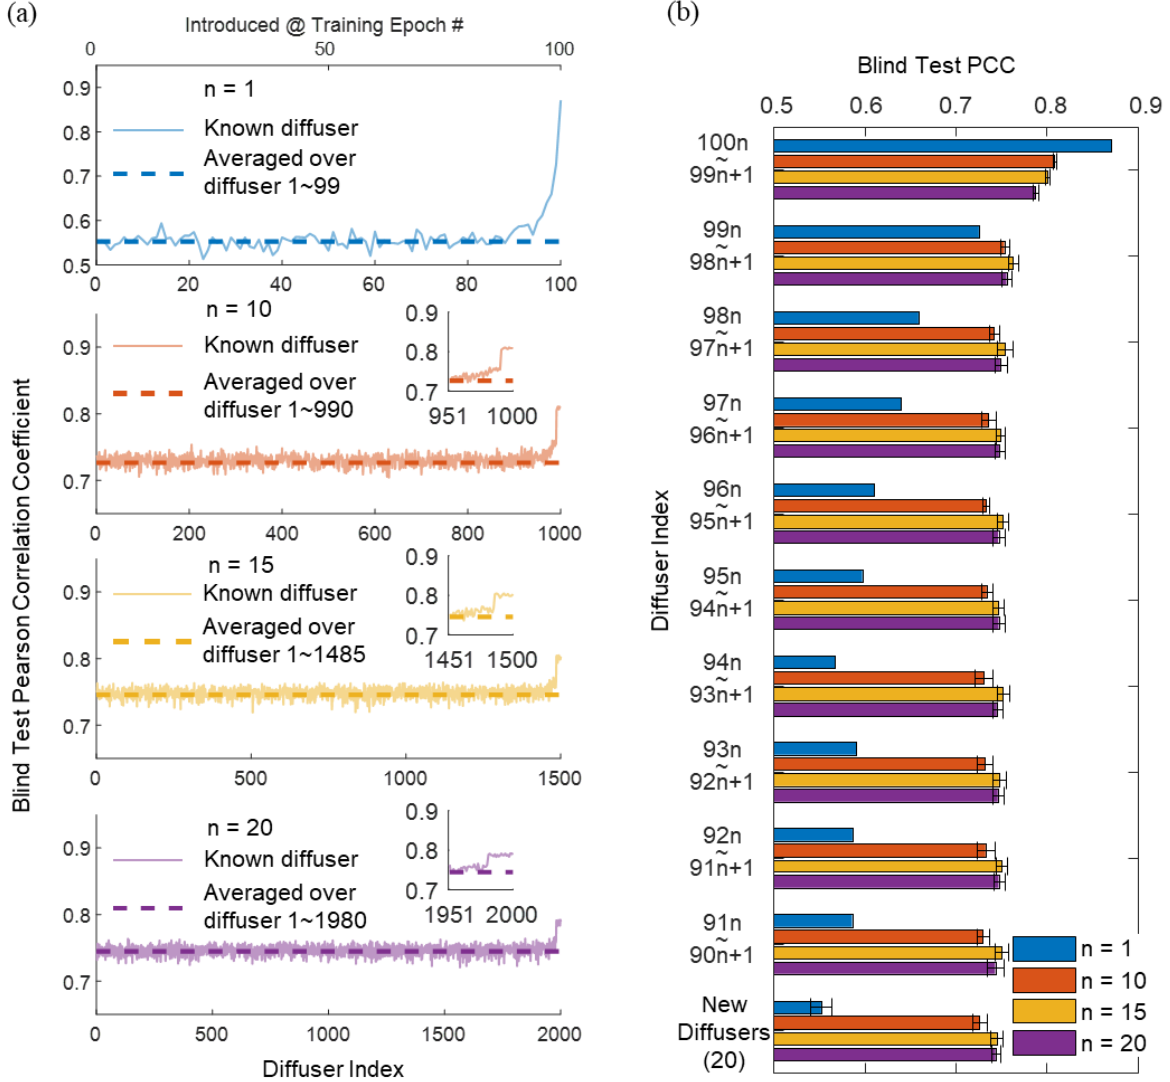 (a)
Introduced @ Training Epoch #
0 50 100
0.9
0.8
0.7
0.6
0.5
n = 1
Known diffuser
Averaged over
diffuser 1~99
0 20 40 60 80 100
n = 10
Known diffuser
Averaged over
diffuser 1~990
0.9
0.8
0.7
0.9
0.8
0.7
951 1000
0 200 400 600 800 1000
n = 15
Known diffuser
Averaged over
diffuser 1~1485
0.9
0.8
0.7
0.9
0.8
0.7
1451 1500
0 500 1000 1500
n = 20
Known diffuser
Averaged over
diffuser 1~1980
0.9
0.8
0.7
0.9
0.8
0.7
1951 2000
0 500 1000 1500 2000
Diffuser Index
Blind Test Pearson Correlation Coefficient
(b)
Blind Test PCC
0.5 0.6 0.7 0.8 0.9
100n
~
99n+1
99n
~
98n+1
98n
~
97n+1
97n
~
96n+1
96n
~
95n+1
95n
~
94n+1
94n
~
93n+1
93n
~
92n+1
92n
~
91n+1
91n
~
90n+1
New
Diffusers
(20)
Diffuser Index
n = 1
n = 10
n = 15
n = 20